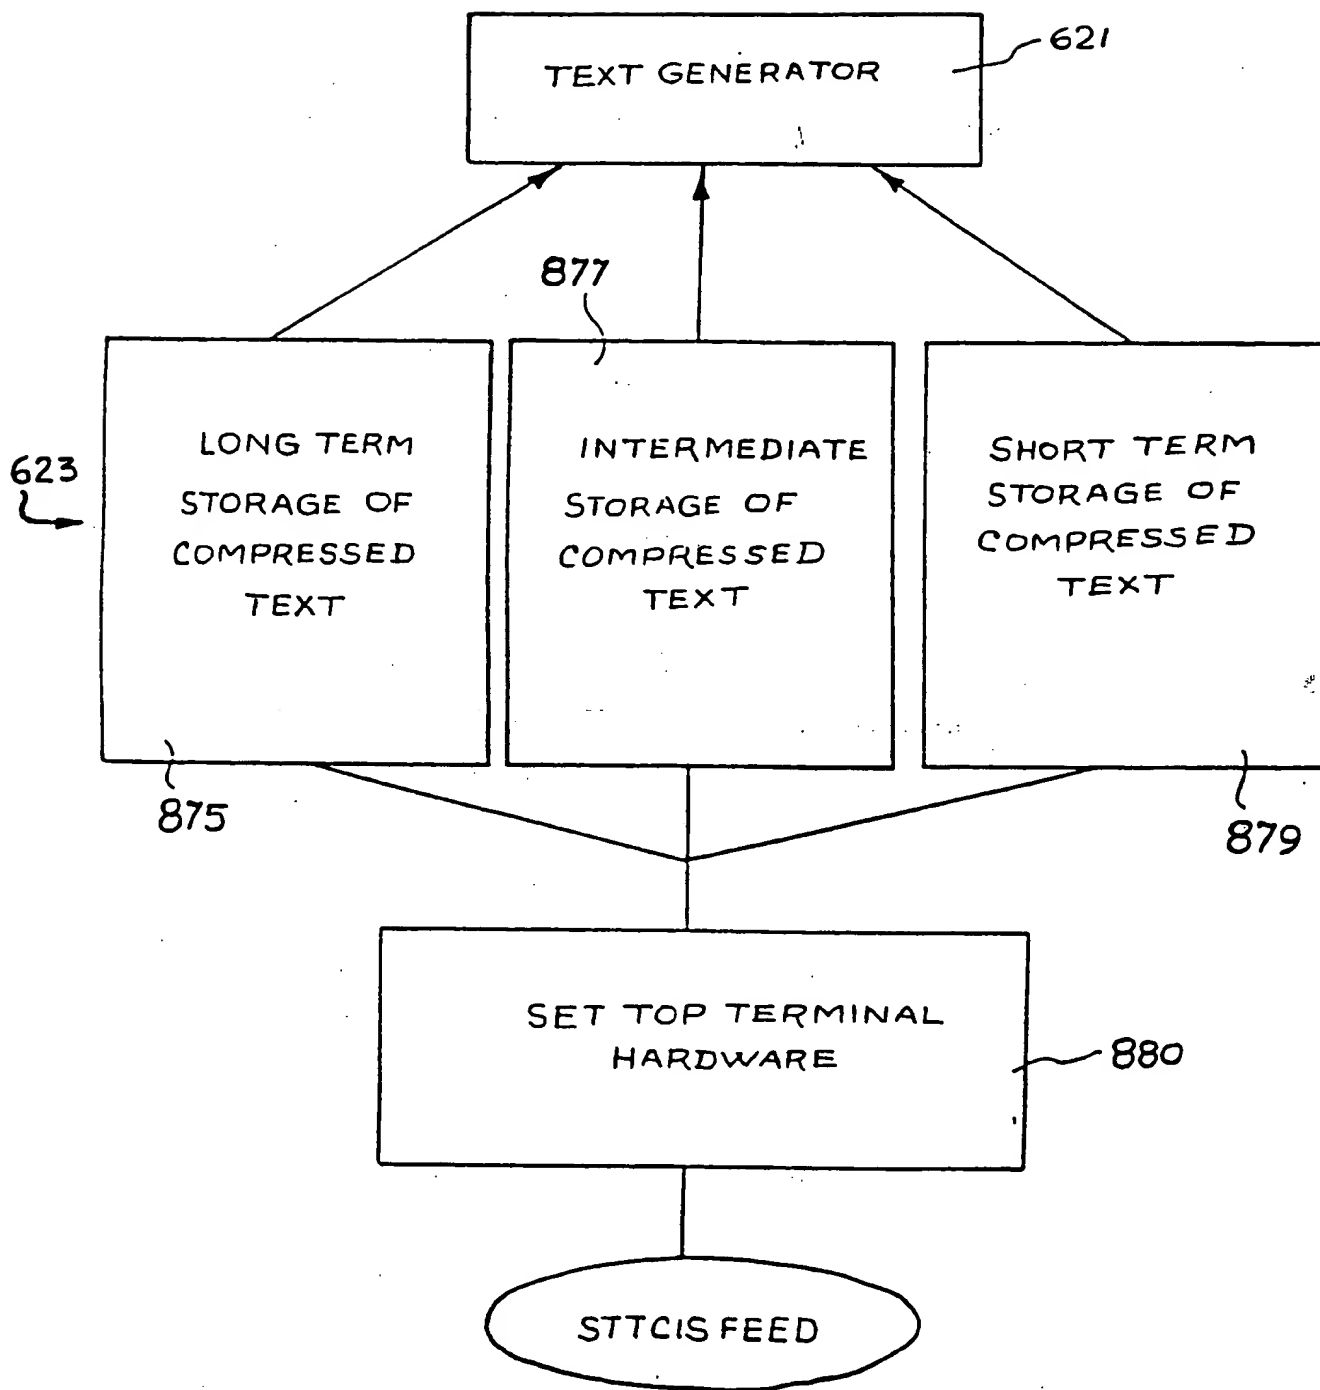 TEXT GENERATOR
621
877
623
LONG TERM
STORAGE OF
COMPRESSED
TEXT
INTERMEDIATE
STORAGE OF
COMPRESSED
TEXT
SHORT TERM
STORAGE OF
COMPRESSED
TEXT
875
879
SET TOP TERMINAL
HARDWARE
880
STTCIS FEED